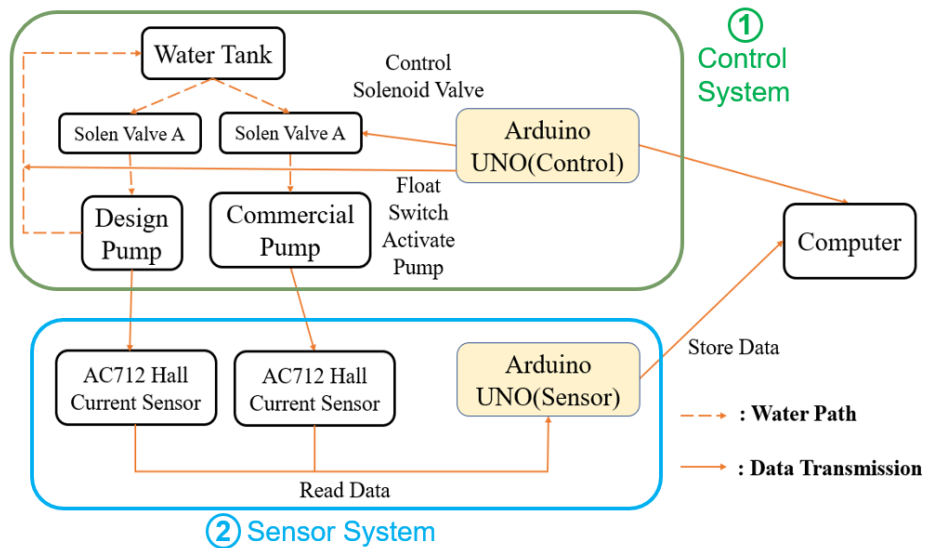 ①
Control
System
Water Tank
Control
Solenoid Valve
Solen Valve A
Solen Valve A
Arduino
UNO(Control)
Float
Switch
Activate
Pump
Design
Pump
Commercial
Pump
Computer
AC712 Hall
Current Sensor
AC712 Hall
Current Sensor
Arduino
UNO(Sensor)
Store Data
Read Data
: Water Path
: Data Transmission
② Sensor System